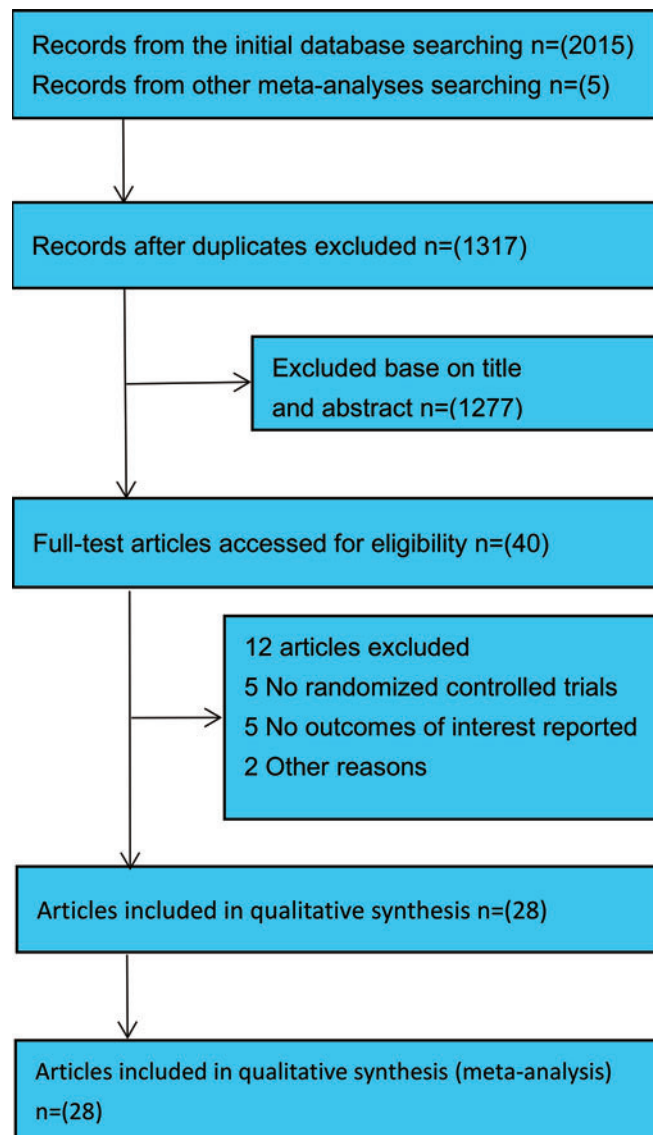 Records from the initial database searching n=(2015)
Records from other meta-analyses searching n=(5)
Records after duplicates excluded n=(1317)
Excluded base on title
and abstract n=(1277)
Full-test articles accessed for eligibility n=(40)
12 articles excluded
5 No randomized controlled trials
5 No outcomes of interest reported
2 Other reasons
Articles included in qualitative synthesis n=(28)
Articles included in qualitative synthesis (meta-analysis)
n=(28)